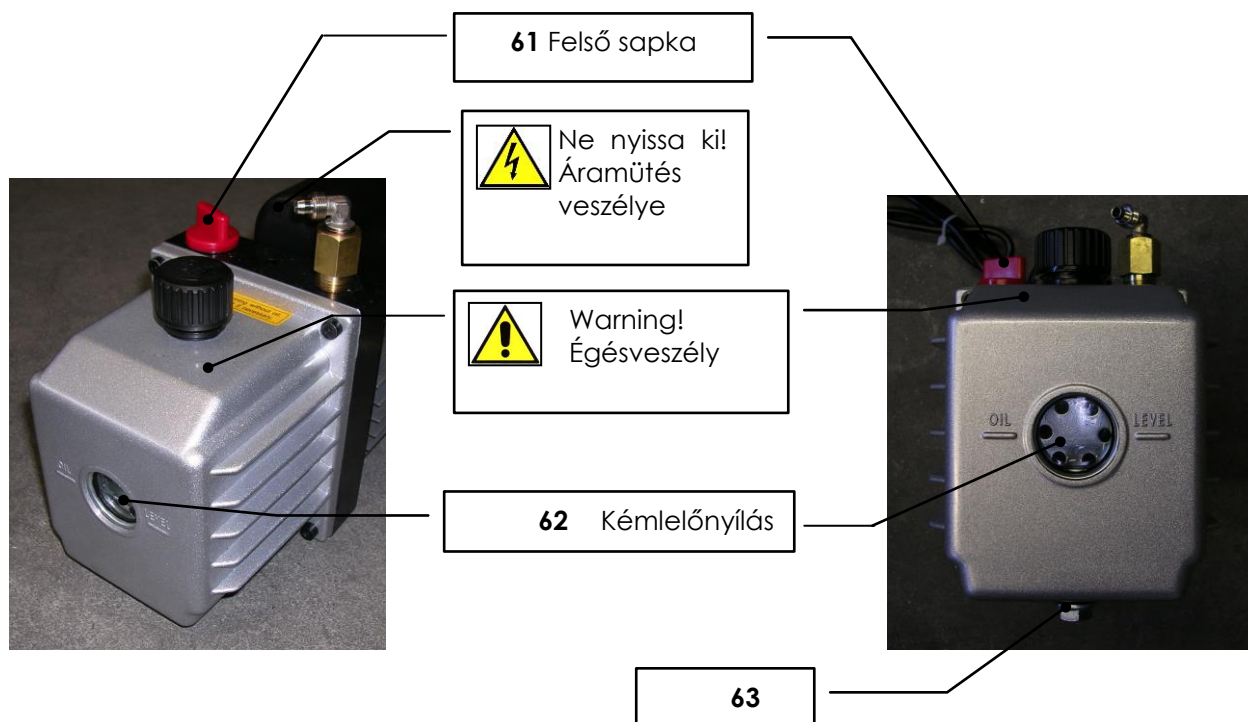 61 Felső sapka
Ne nyissa ki!
Áramütés
veszélye
Warning!
Égésveszély
OIL
LEVEL
OIL
LEVEL
62 Kémlelőnyílás
63